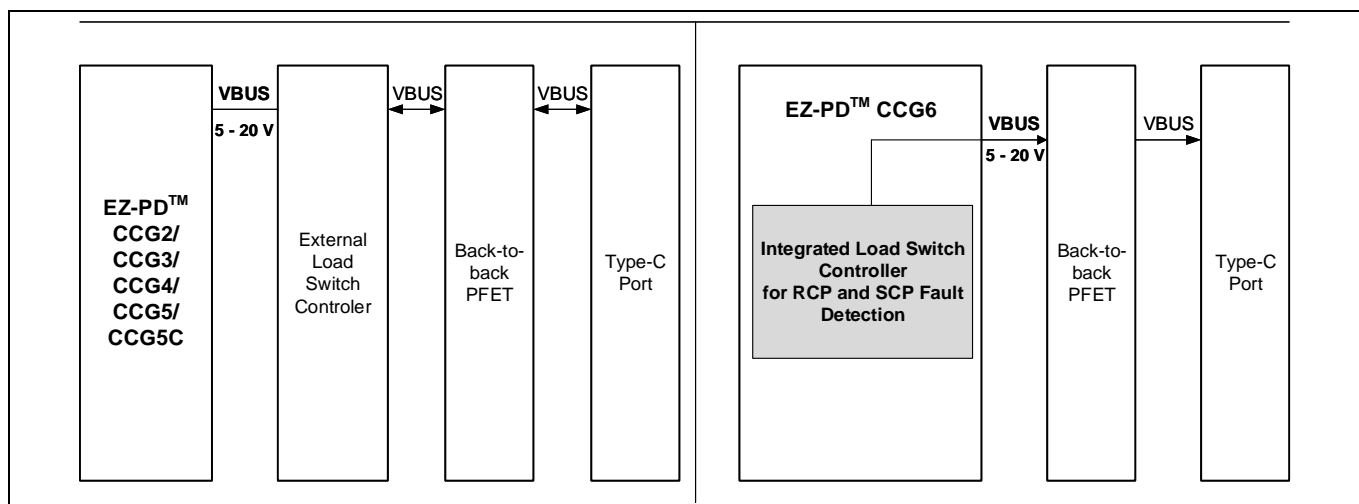 VBUS
5 - 20 V
VBUS
VBUS
EZ-PD™
CCG2/
CCG3/
CCG4/
CCG5/
CCG5C
External
Load
Switch
Controler
Back-to-
back
PFET
Type-C
Port
EZ-PD™ CCG6
VBUS
5 - 20 V
VBUS
Integrated Load Switch
Controller
for RCP and SCP Fault
Detection
Back-to-
back
PFET
Type-C
Port